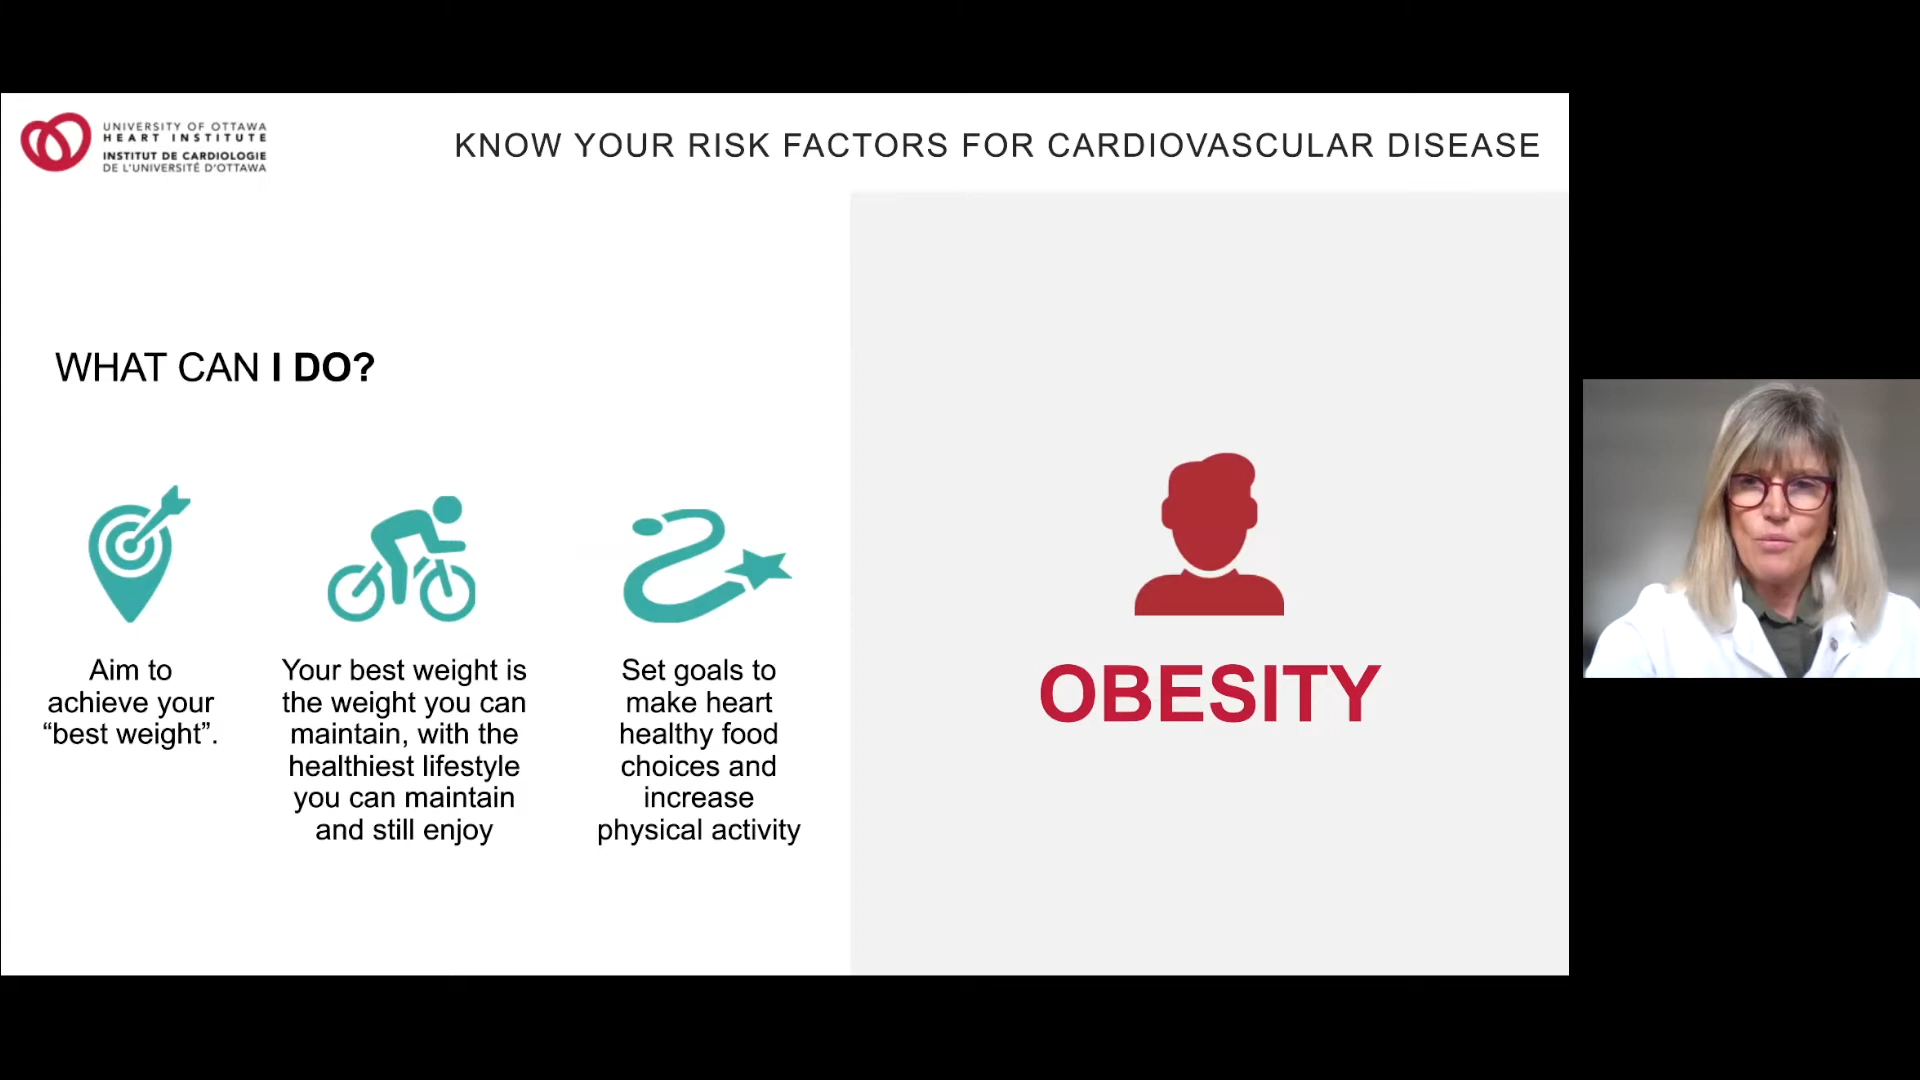 UNIVERSITY OF OTTAWA
HEART INSTITUTE
INSTITUT DE CARDIOLOGIE
DE L'UNIVERSITÉ D'OTTAWA
KNOW YOUR RISK FACTORS FOR CARDIOVASCULAR DISEASE
WHAT CAN I DO?
Aim to
achieve your
“best weight”.
Your best weight is
the weight you can
maintain, with the
healthiest lifestyle
you can maintain
and still enjoy
Set goals to
make heart
healthy food
choices and
increase
physical activity
OBESITY